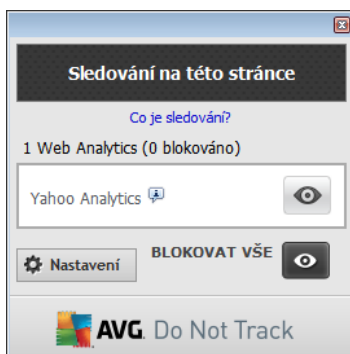 Sledování na této stránce
Co je sledování?
1 Web Analytics (0 blokováno)
Yahoo Analytics
Nastavení
BLOKOVAT VŠE
AVG. Do Not Track